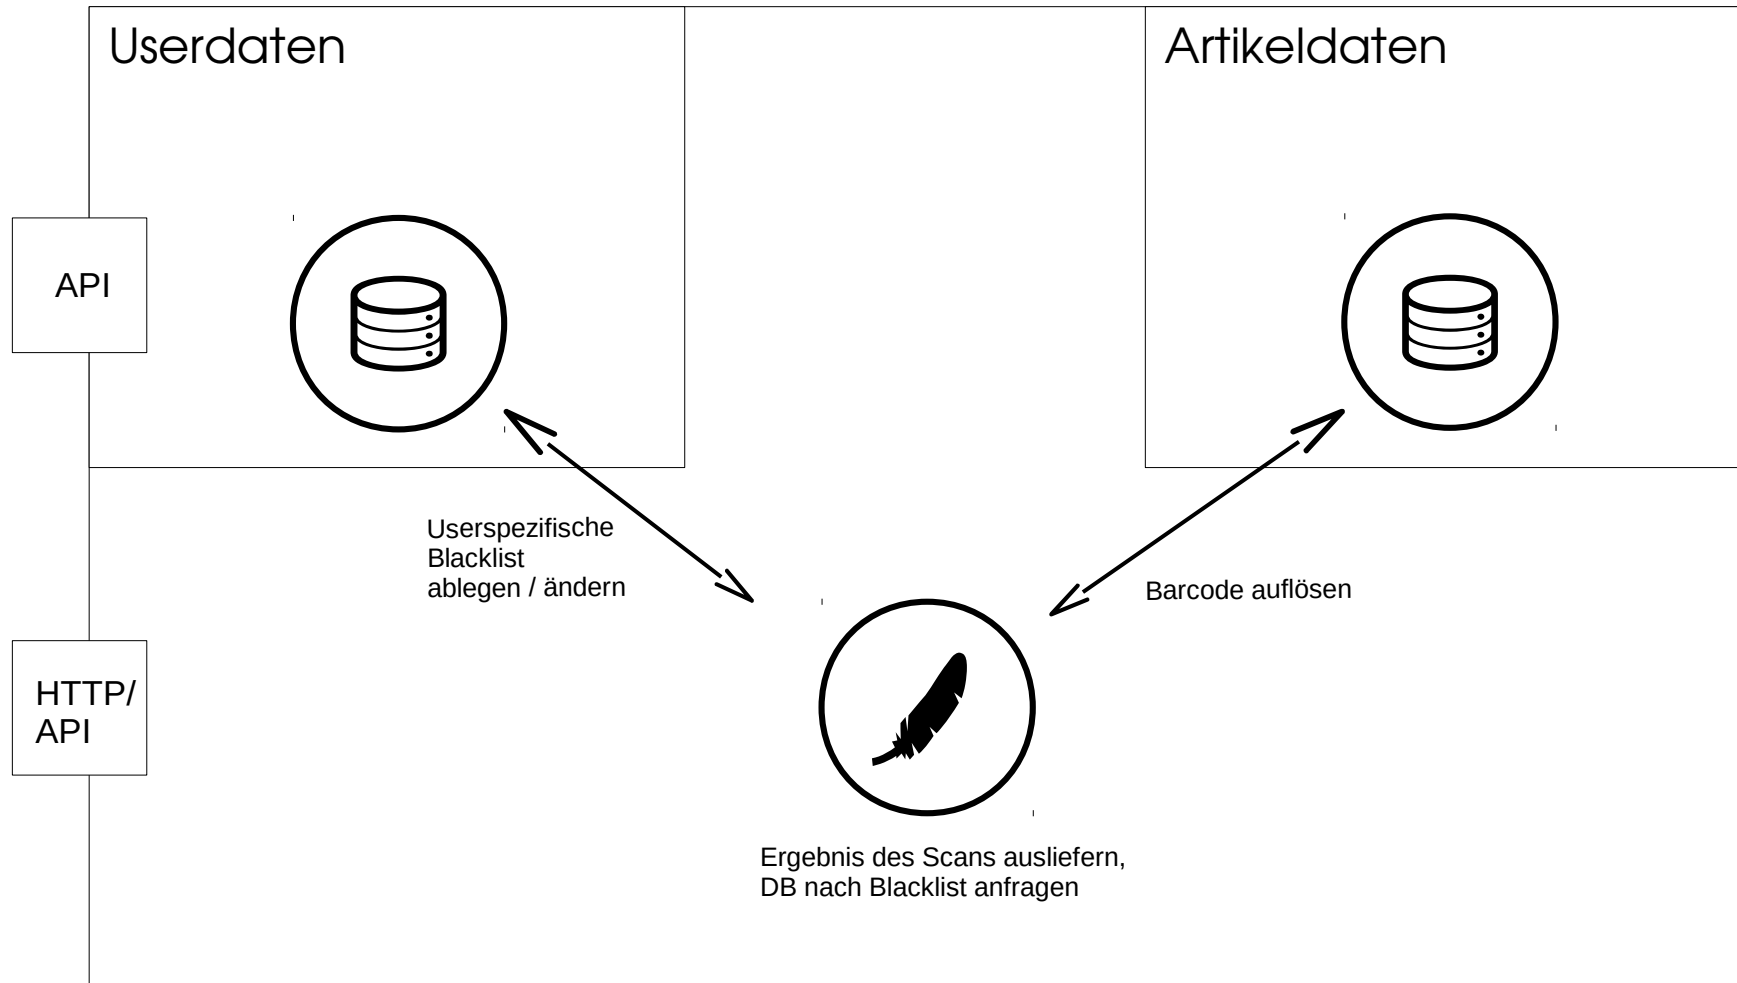 Userdaten
Artikeldaten
API
Userspezifische
Blacklist
ablegen / ändern
Barcode auflösen
HTTP/
API
Ergebnis des Scans ausliefern,
DB nach Blacklist anfragen